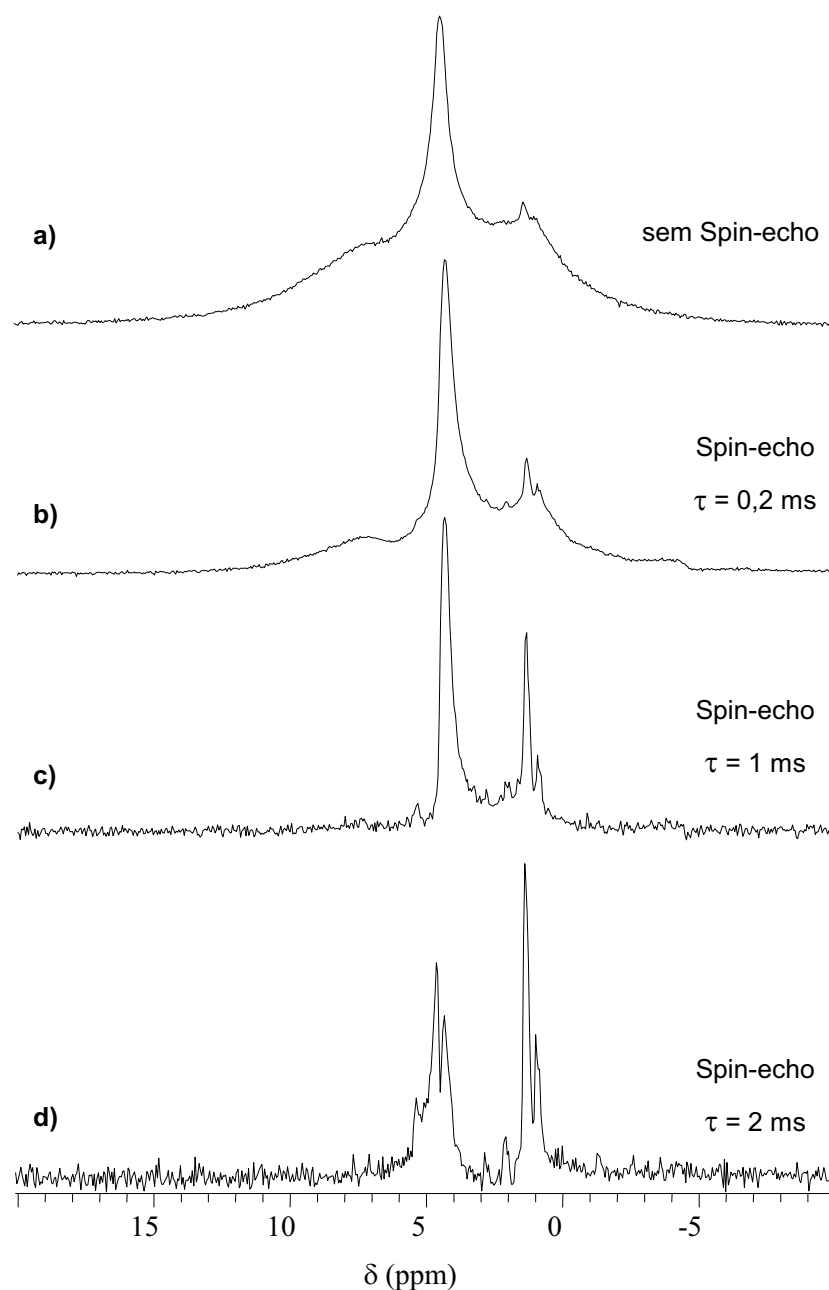 a)
sem Spin-echo
Spin-echo
τ = 0,2 ms
b)
Spin-echo
τ = 1 ms
c)
Spin-echo
τ = 2 ms
d)
15 10 5 0 -5
δ (ppm)